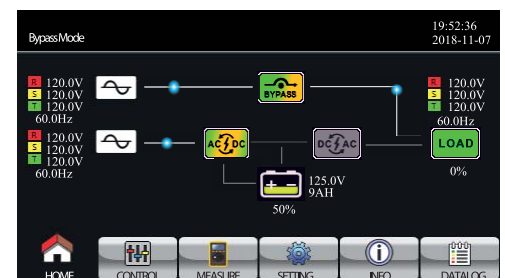 Bypass Mode
19:52:36
2018-11-07
R 120.0V
S 120.0V
T 120.0V
60.0Hz
BYPASS
R 120.0V
S 120.0V
T 120.0V
60.0Hz
R 120.0V
S 120.0V
T 120.0V
60.0Hz
AC DC
DC AC
LOAD
0%
125.0V
9AH
50%
HOME
CONTROL
MEASURE
SETTING
INFO
DATALOG